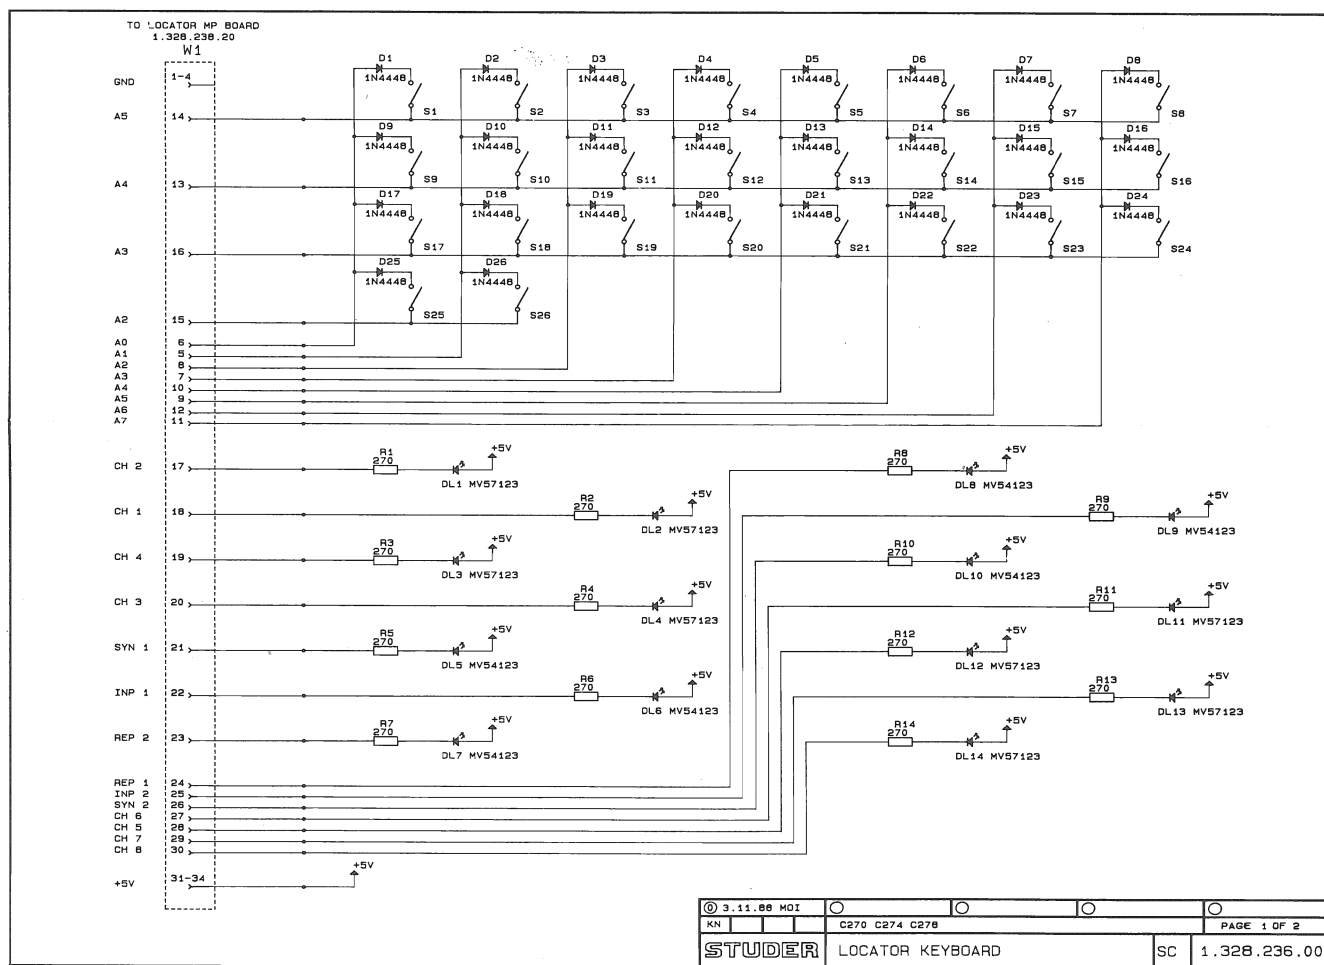 TO LOCATOR MP BOARD
1.328.238.20
W1
D1 D2 D3 D4 D5 D6 D7 D8
GND 1-4 1N4448 1N4448 1N4448 1N4448 1N4448 1N4448 1N4448 1N4448
A5 14 S1 S2 S3 S4 S5 S6 S7 S8
D9 D10 D11 D12 D13 D14 D15 D16
1N4448 1N4448 1N4448 1N4448 1N4448 1N4448 1N4448 1N4448
A4 13 S9 S10 S11 S12 S13 S14 S15 S16
D17 D18 D19 D20 D21 D22 D23 D24
1N4448 1N4448 1N4448 1N4448 1N4448 1N4448 1N4448 1N4448
A3 16 S17 S18 S19 S20 S21 S22 S23 S24
D25 D26
1N4448 1N4448
A2 15 S25 S26
A0 6
A1 5
A2 8
A3 7
A4 10
A5 9
A6 12
A7 11
CH 2 17 R1 270 +5V R8 270 +5V
DL1 MV57123 DL8 MV54123
CH 1 18 R2 270 +5V R9 270 +5V
DL2 MV57123 DL9 MV54123
CH 4 19 R3 270 +5V R10 270 +5V
DL3 MV57123 DL10 MV54123
CH 3 20 R4 270 +5V R11 270 +5V
DL4 MV57123 DL11 MV57123
SYN 1 21 R5 270 +5V R12 270 +5V
DL5 MV54123 DL12 MV57123
INP 1 22 R6 270 +5V R13 270 +5V
DL6 MV54123 DL13 MV57123
REP 2 23 R7 270 +5V R14 270 +5V
DL7 MV54123 DL14 MV57123
REP 1 24
INP 2 25
SYN 2 26
CH 6 27
CH 5 28
CH 7 29
CH 8 30
+5V 31-34 +5V
0 3.11.88 MOI
KN C270 C274 C278 PAGE 1 OF 2
STUDER LOCATOR KEYBOARD SC 1.328.236.00